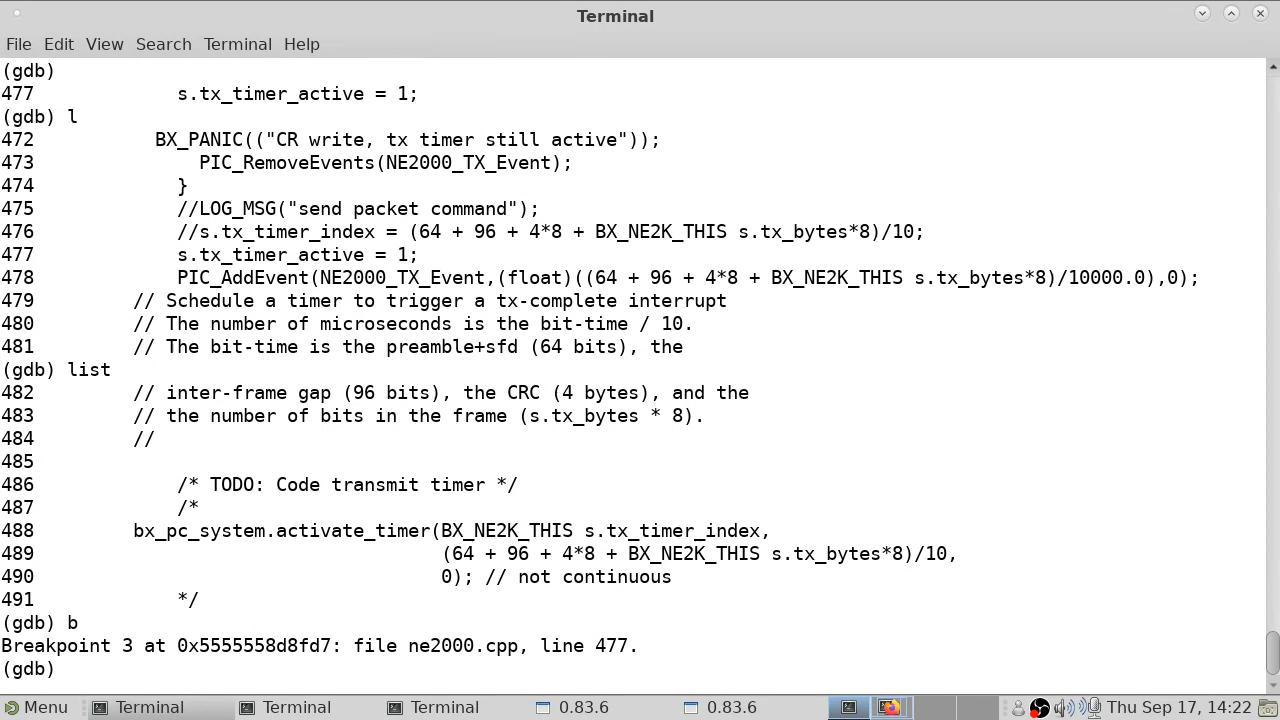 Terminal
File Edit View Search Terminal Help
(gdb)
477             s.tx_timer_active = 1;
(gdb) l
472           BX_PANIC(("CR write, tx timer still active"));
473               PIC_RemoveEvents(NE2000_TX_Event);
474             }
475             //LOG_MSG("send packet command");
476             //s.tx_timer_index = (64 + 96 + 4*8 + BX_NE2K_THIS s.tx_bytes*8)/10;
477             s.tx_timer_active = 1;
478             PIC_AddEvent(NE2000_TX_Event,(float)((64 + 96 + 4*8 + BX_NE2K_THIS s.tx_bytes*8)/10000.0),0);
479         // Schedule a timer to trigger a tx-complete interrupt
480         // The number of microseconds is the bit-time / 10.
481         // The bit-time is the preamble+sfd (64 bits), the
(gdb) list
482         // inter-frame gap (96 bits), the CRC (4 bytes), and the
483         // the number of bits in the frame (s.tx_bytes * 8).
484         //
485
486             /* TODO: Code transmit timer */
487             /*
488         bx_pc_system.activate_timer(BX_NE2K_THIS s.tx_timer_index,
489                                     (64 + 96 + 4*8 + BX_NE2K_THIS s.tx_bytes*8)/10,
490                                     0); // not continuous
491             */
(gdb) b
Breakpoint 3 at 0x5555558d8fd7: file ne2000.cpp, line 477.
(gdb)
Menu Terminal Terminal Terminal 0.83.6 0.83.6 Thu Sep 17, 14:22